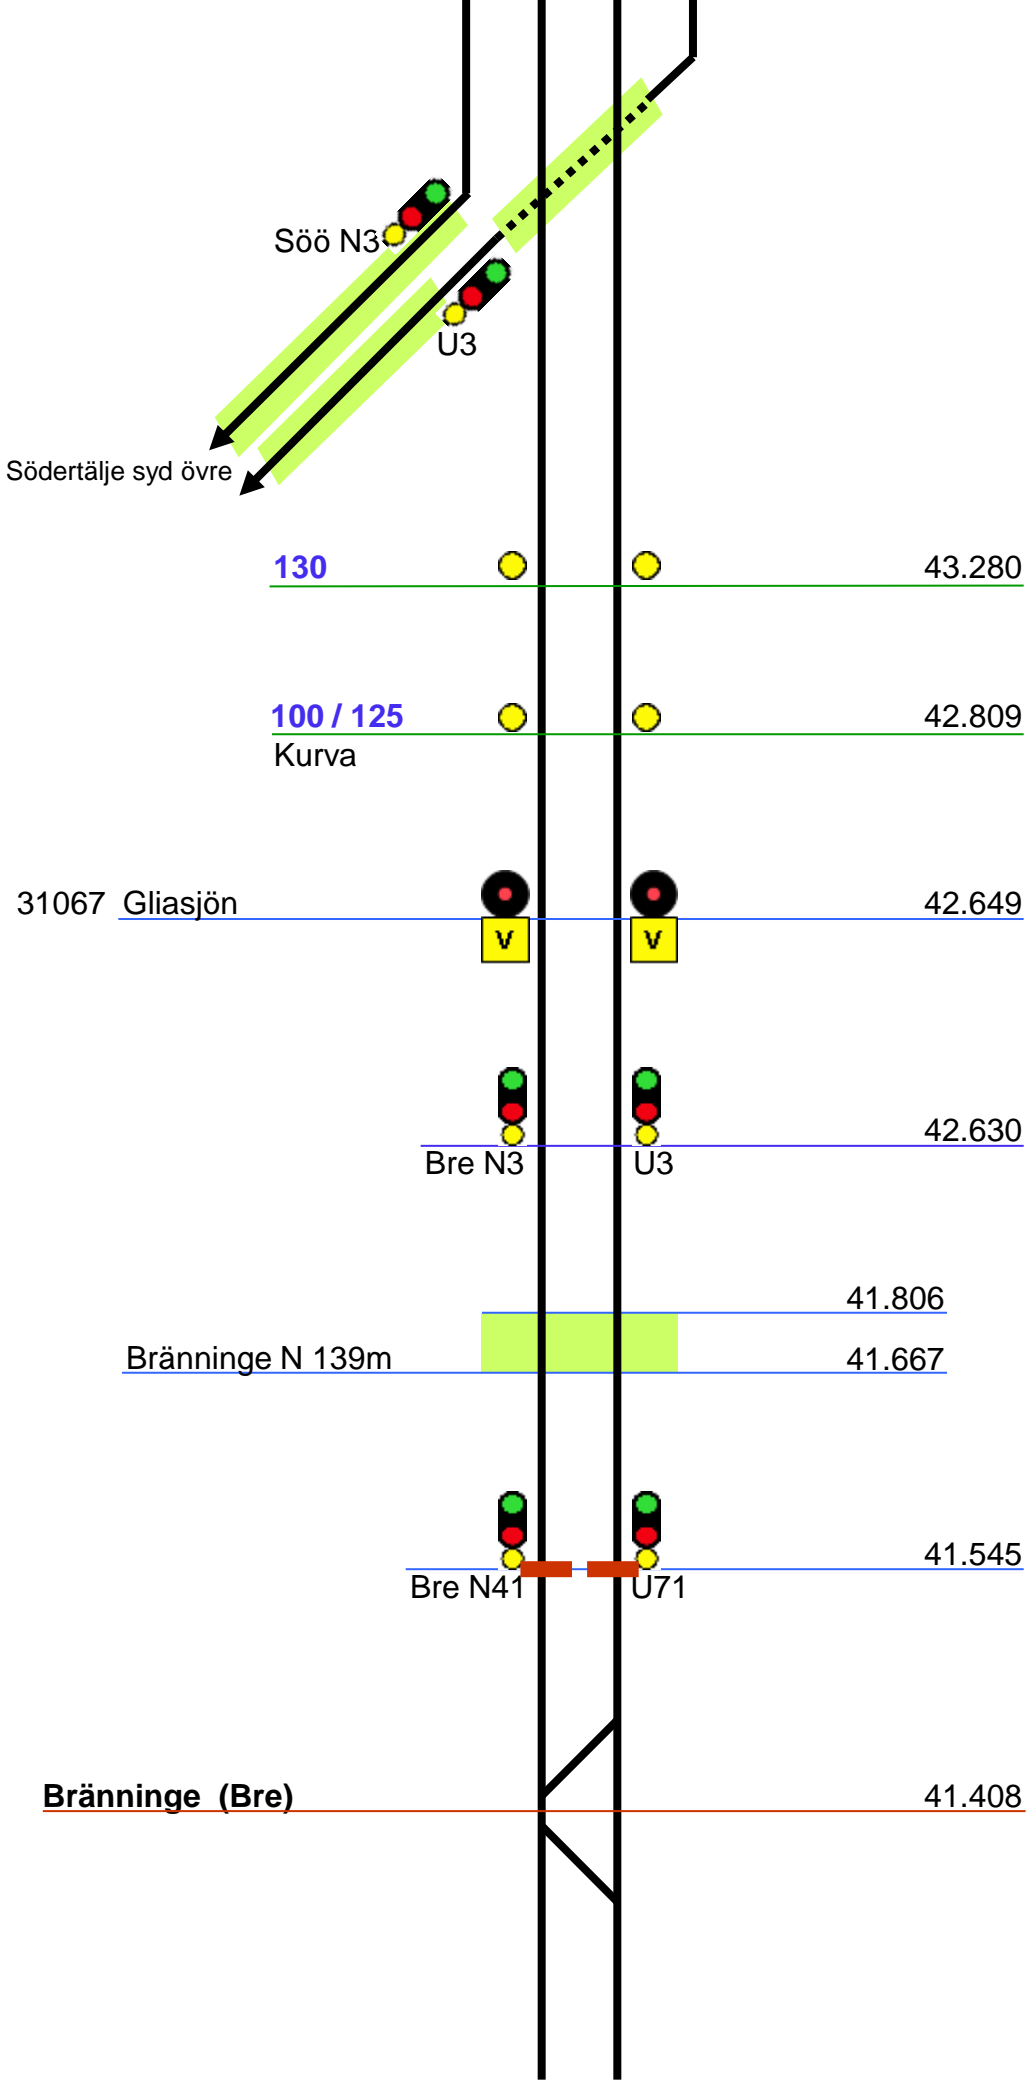 Söö N3
U3
Södertälje syd övre
130 43.280
100 / 125 42.809
Kurva
31067 Gliasjön 42.649
V V
42.630
Bre N3 U3
41.806
Bränninge N 139m 41.667
41.545
Bre N41 U71
Bränninge (Bre) 41.408